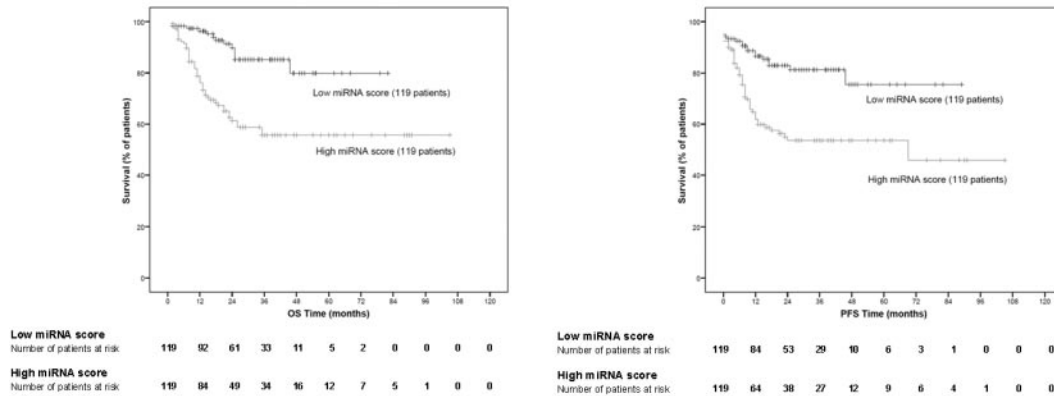 100
80
60
40
20
0
Survival (% of patients)
Low miRNA score (119 patients)
High miRNA score (119 patients)
0 12 24 36 48 60 72 84 96 108 120
OS Time (months)
Low miRNA score
Number of patients at risk 119 92 61 33 11 5 2 0 0 0 0
High miRNA score
Number of patients at risk 119 84 49 34 16 12 7 5 1 0 0
100
80
60
40
20
0
Survival (% of patients)
Low miRNA score (119 patients)
High miRNA score (119 patients)
0 12 24 36 48 60 72 84 96 108 120
PFS Time (months)
Low miRNA score
Number of patients at risk 119 84 53 29 10 6 3 1 0 0 0
High miRNA score
Number of patients at risk 119 64 38 27 12 9 6 4 1 0 0